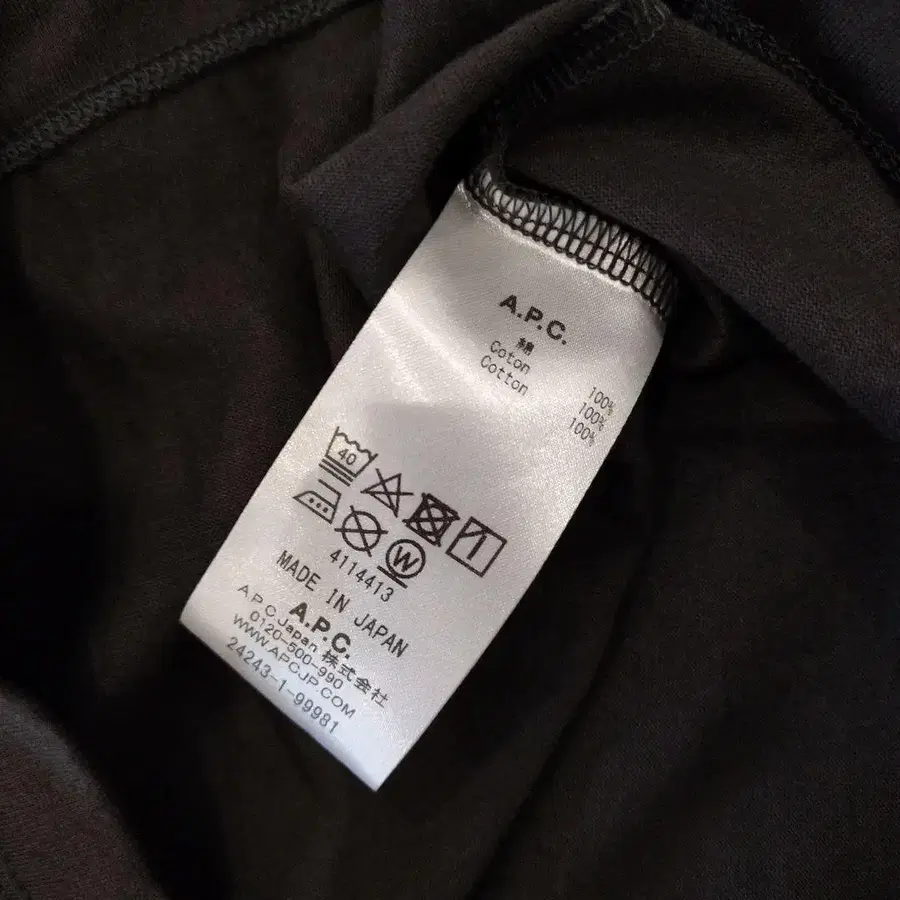 A.P.C.
綿 100%
Coton 100%
Cotton 100%
40
W
4114413
MADE IN JAPAN
A.P.C.
A.P.C.Japan 株式会社
0120-500-990
WWW.APCJP.COM
24243-1-99981